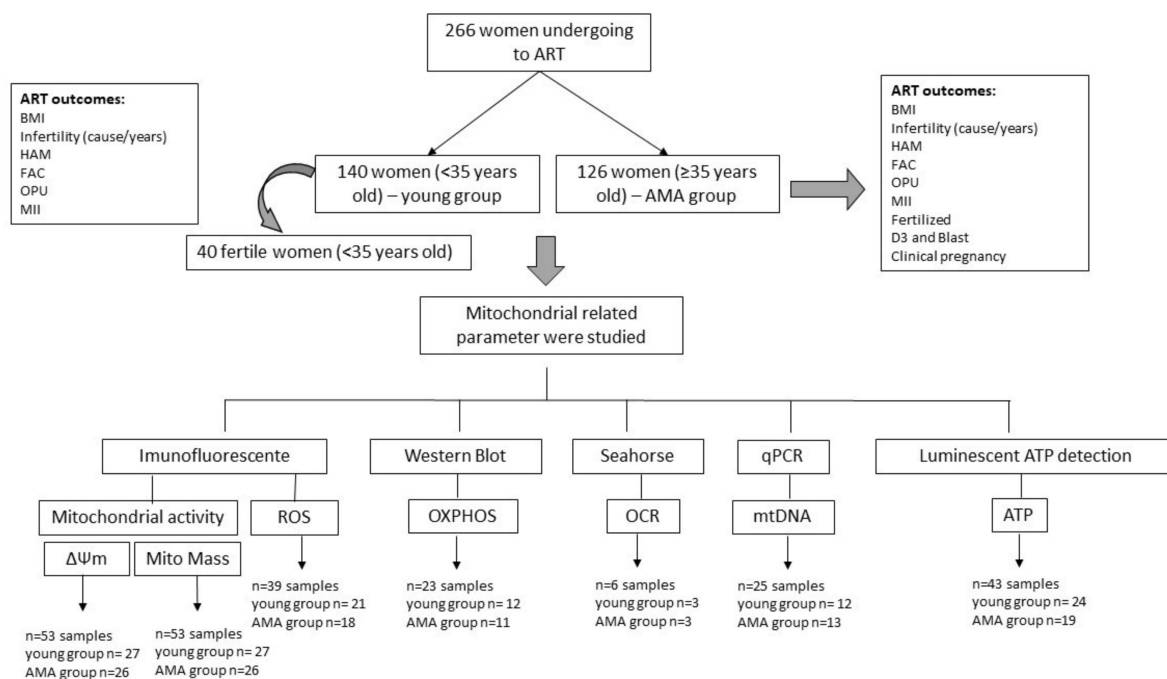 266 women undergoing
to ART
ART outcomes:
BMI
Infertility (cause/years)
HAM
FAC
OPU
MII
140 women (<35 years
old) – young group
126 women (≥35 years
old) – AMA group
ART outcomes:
BMI
Infertility (cause/years)
HAM
FAC
OPU
MII
Fertilized
D3 and Blast
Clinical pregnancy
40 fertile women (<35 years old)
Mitochondrial related
parameter were studied
Imunofluorescente
Western Blot
Seahorse
qPCR
Luminescent ATP detection
Mitochondrial activity
ROS
OXPHOS
OCR
mtDNA
ATP
ΔΨm
Mito Mass
n=53 samples
young group n= 27
AMA group n=26
n=53 samples
young group n= 27
AMA group n=26
n=39 samples
young group n= 21
AMA group n=18
n=23 samples
young group n= 12
AMA group n=11
n=6 samples
young group n=3
AMA group n=3
n=25 samples
young group n= 12
AMA group n=13
n=43 samples
young group n= 24
AMA group n=19